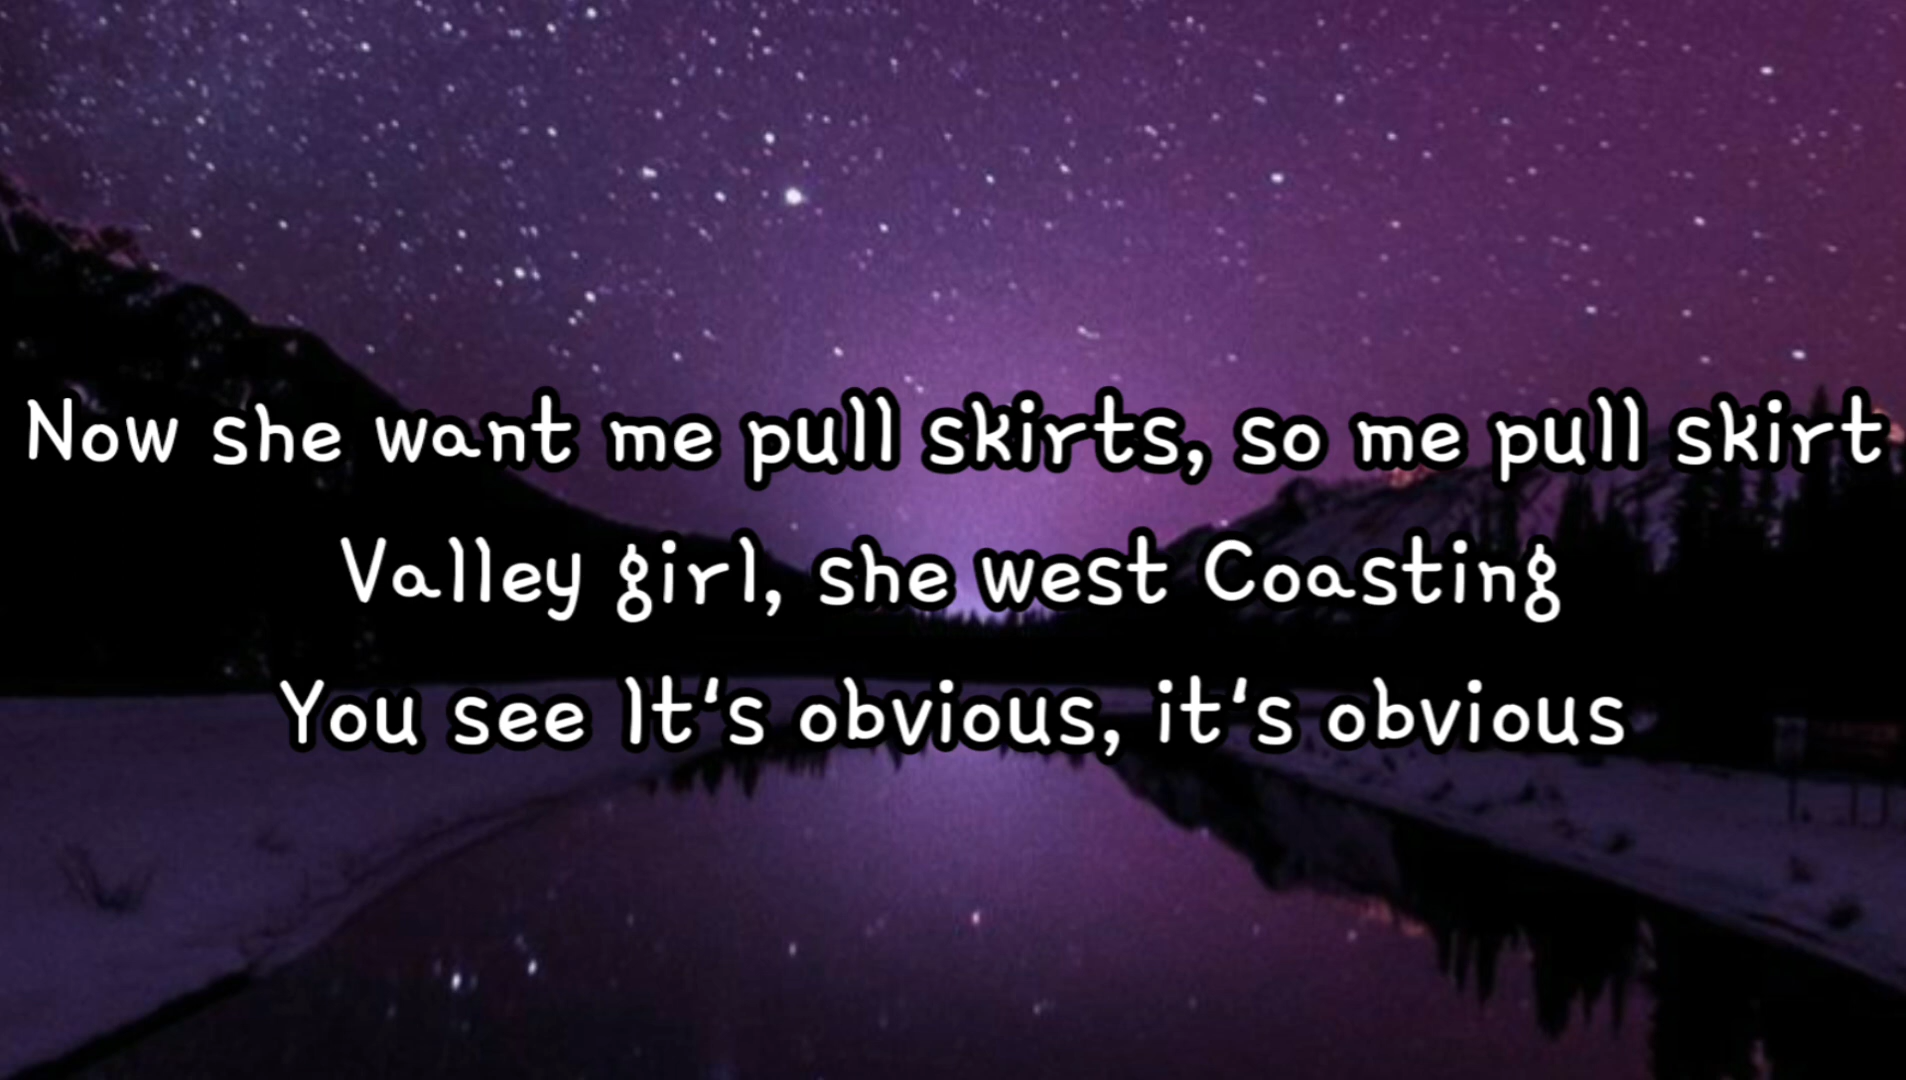 Now she want me pull skirts, so me pull skirt
Valley girl, she west Coasting
You see It's obvious, it's obvious